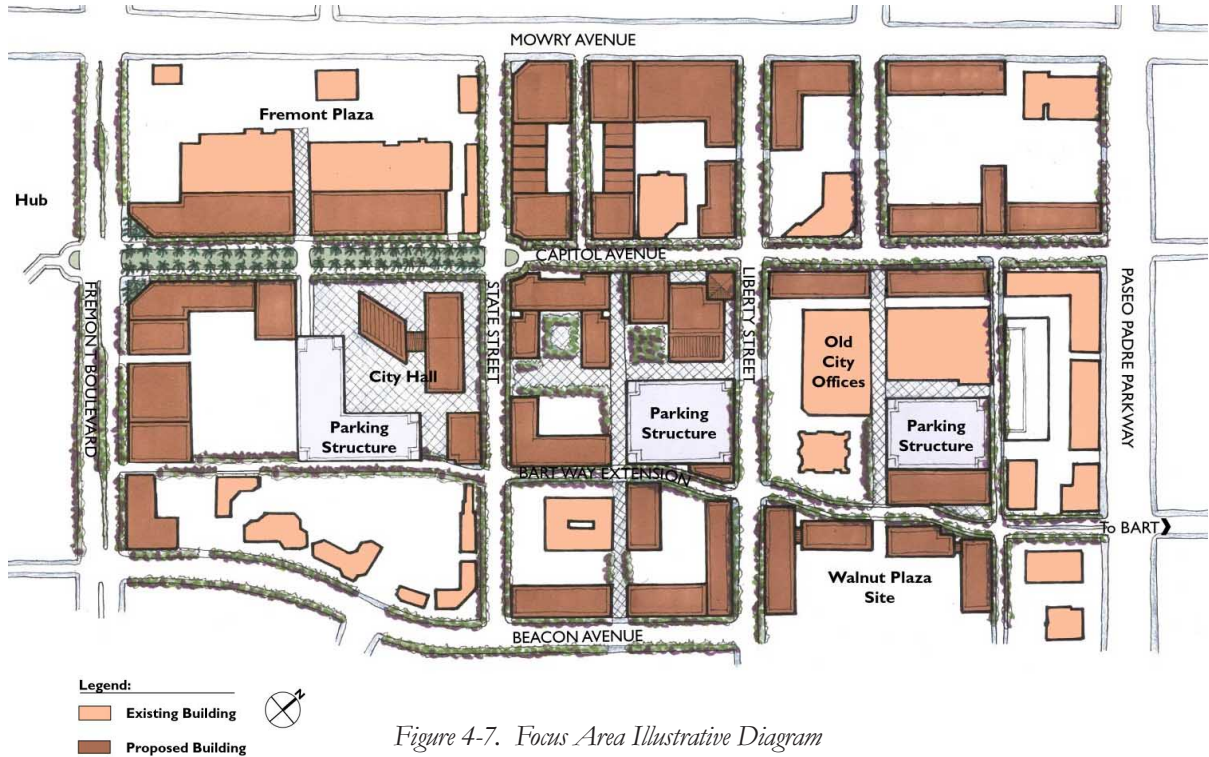 MOWRY AVENUE
Fremont Plaza
Hub
CAPITOL AVENUE
FREMONT BOULEVARD
STATE STREET
LIBERTY STREET
PASEO PADRE PARKWAY
City Hall
Old
City
Offices
Parking
Structure
Parking
Structure
Parking
Structure
BART WAY EXTENSION
To BART
Walnut Plaza
Site
BEACON AVENUE
Legend:
Existing Building
N
Proposed Building
Figure 4-7. Focus Area Illustrative Diagram